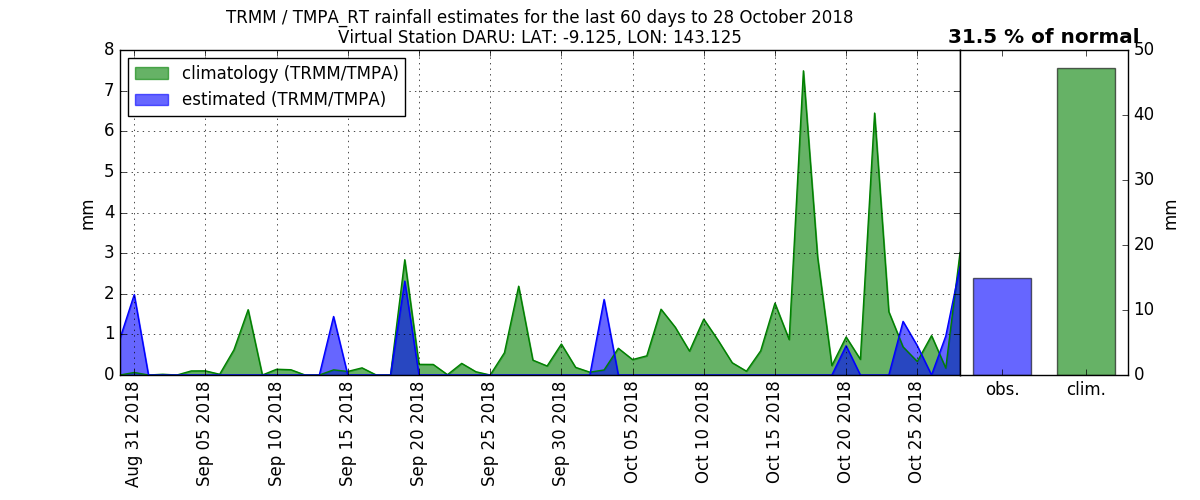 TRMM / TMPA_RT rainfall estimates for the last 60 days to 28 October 2018
Virtual Station DARU: LAT: -9.125, LON: 143.125
31.5 % of normal
climatology (TRMM/TMPA)
estimated (TRMM/TMPA)
mm
8
7
6
5
4
3
2
1
0
Aug 31 2018
Sep 05 2018
Sep 10 2018
Sep 15 2018
Sep 20 2018
Sep 25 2018
Sep 30 2018
Oct 05 2018
Oct 10 2018
Oct 15 2018
Oct 20 2018
Oct 25 2018
obs.
clim.
50
40
30
20
10
0
mm